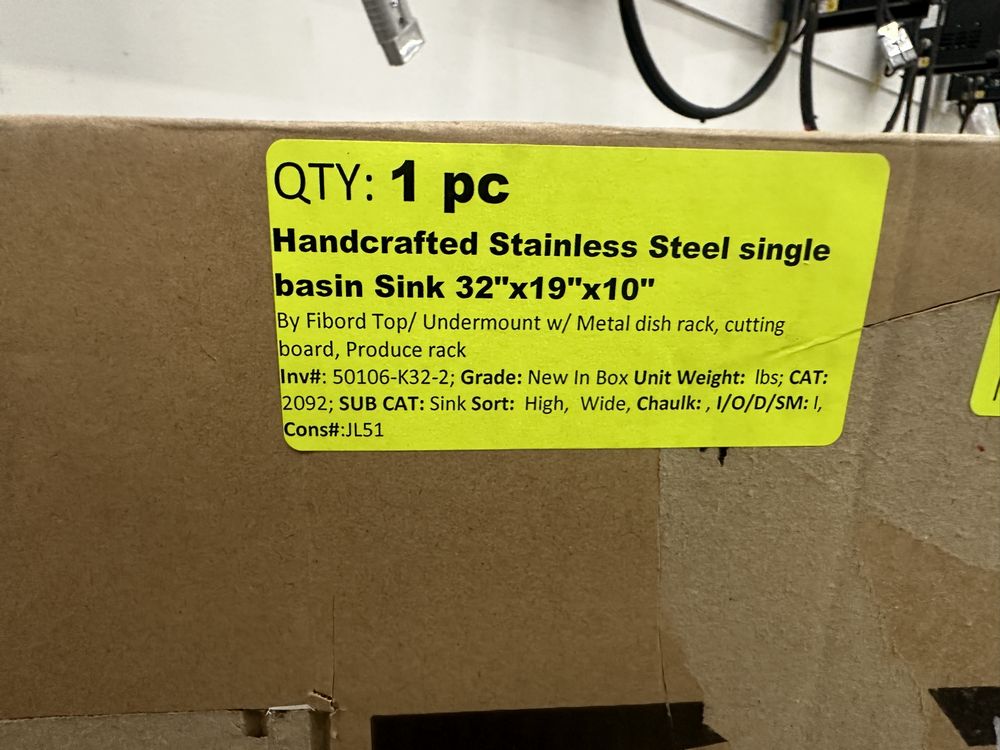 QTY: 1 pc
Handcrafted Stainless Steel single
basin Sink 32"x19"x10"
By Fibord Top/ Undermount w/ Metal dish rack, cutting
board, Produce rack
Inv#: 50106-K32-2; Grade: New In Box Unit Weight:  lbs; CAT:
2092; SUB CAT: Sink Sort:  High,  Wide, Chaulk: , I/O/D/SM: I,
Cons#:JL51